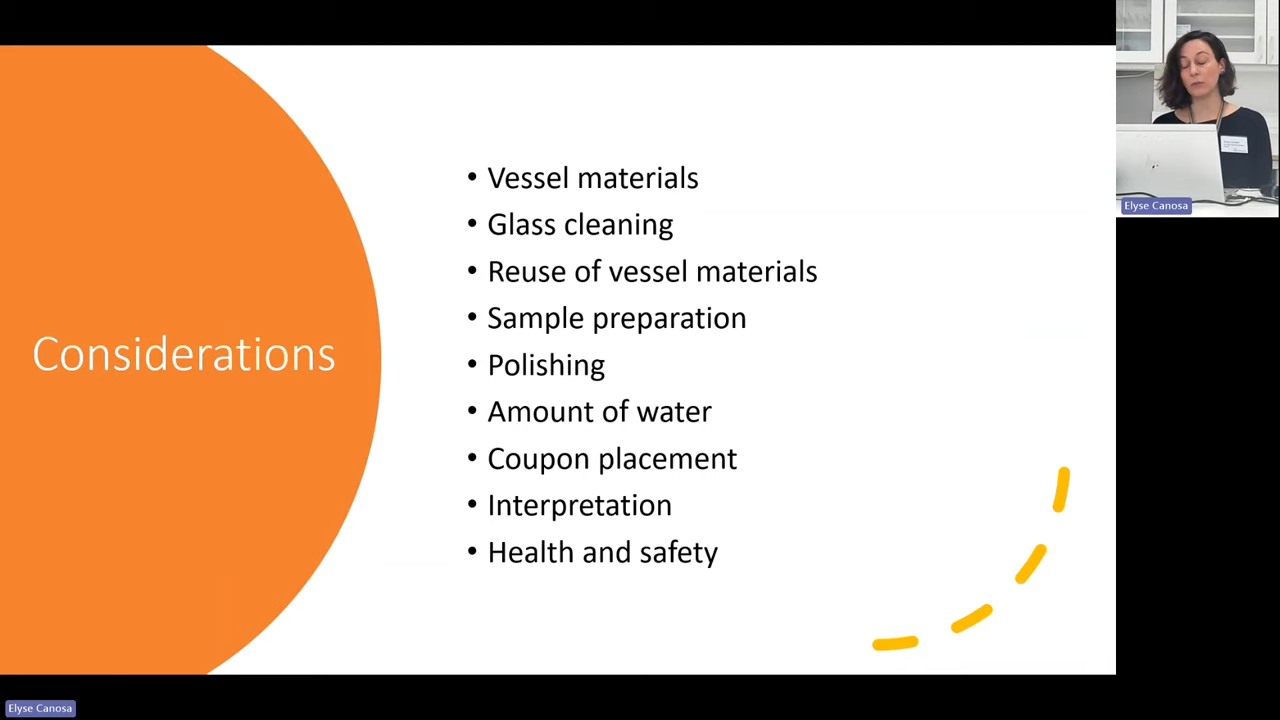 Considerations
• Vessel materials
• Glass cleaning
• Reuse of vessel materials
• Sample preparation
• Polishing
• Amount of water
• Coupon placement
• Interpretation
• Health and safety
Elyse Canosa
Elyse Canosa